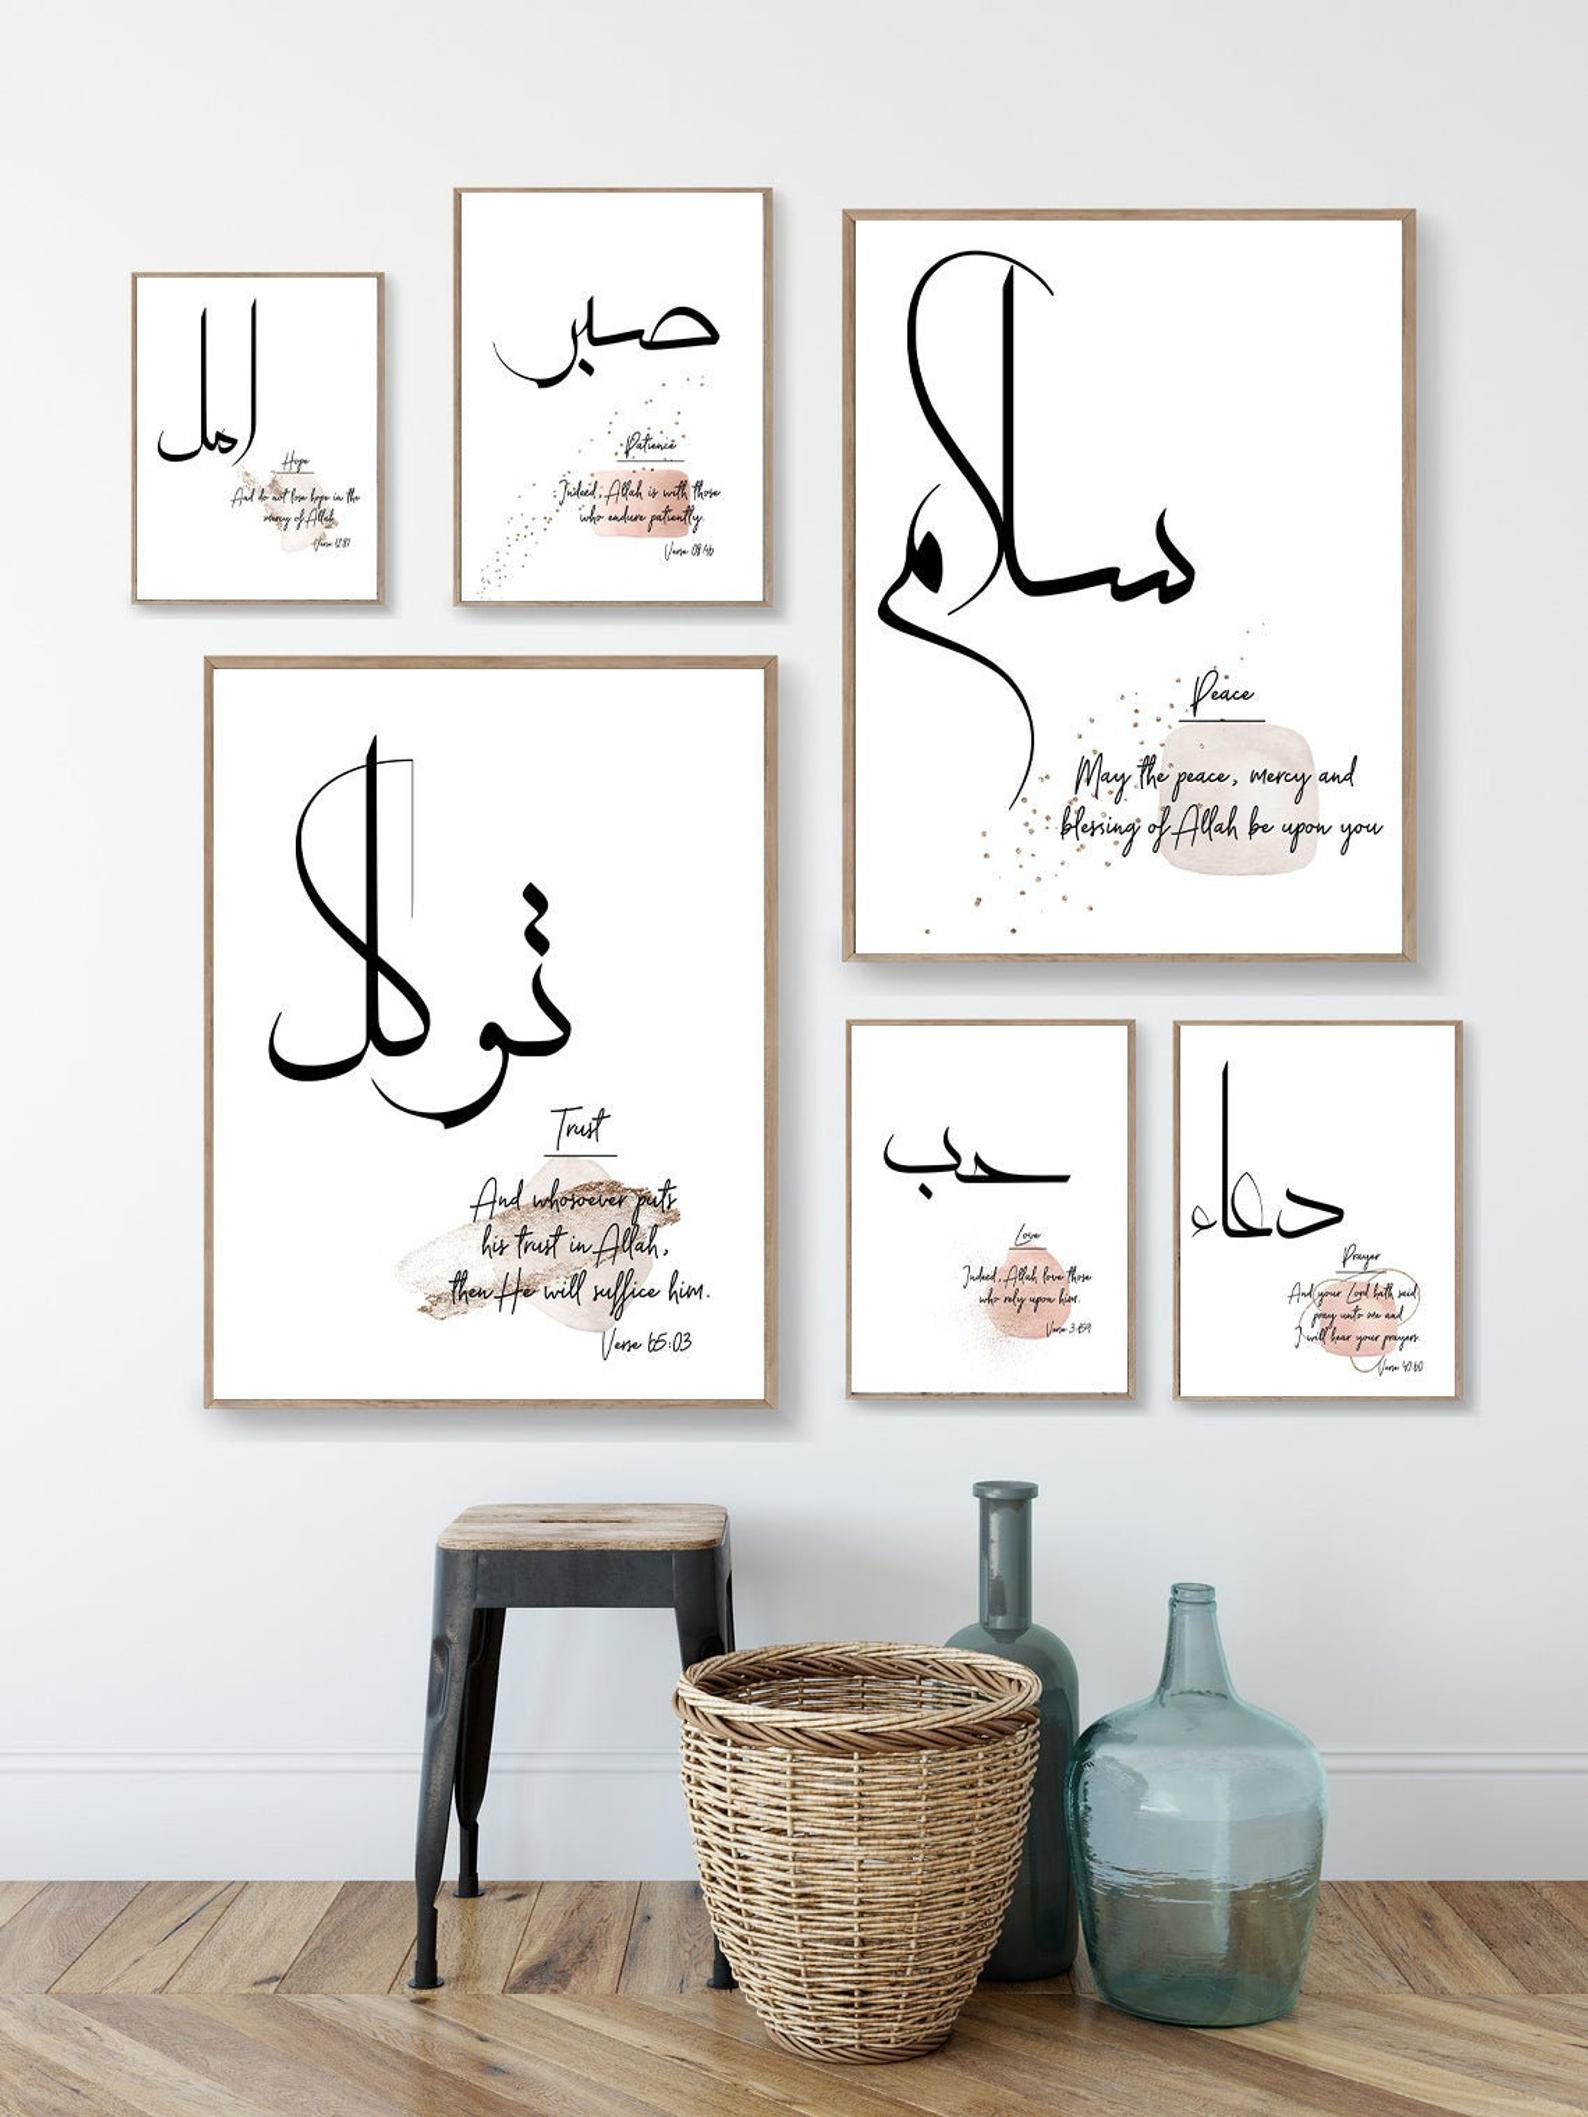 امل
Hope
And do not lose hope in the
mercy of Allah
Verse 12:87
صبر
Patience
Indeed, Allah is with those
who endure patiently.
Verse 08:46
سلام
Peace
May the peace, mercy and
blessing of Allah be upon you
توكل
Trust
And whosoever puts
his trust in Allah,
then He will suffice him.
Verse 65:03
حب
Love
Indeed, Allah love those
who rely upon him.
Verse 3:159
دعاء
Prayer
And your Lord hath said
pray unto me and
I will hear your prayers.
Verse 40:60